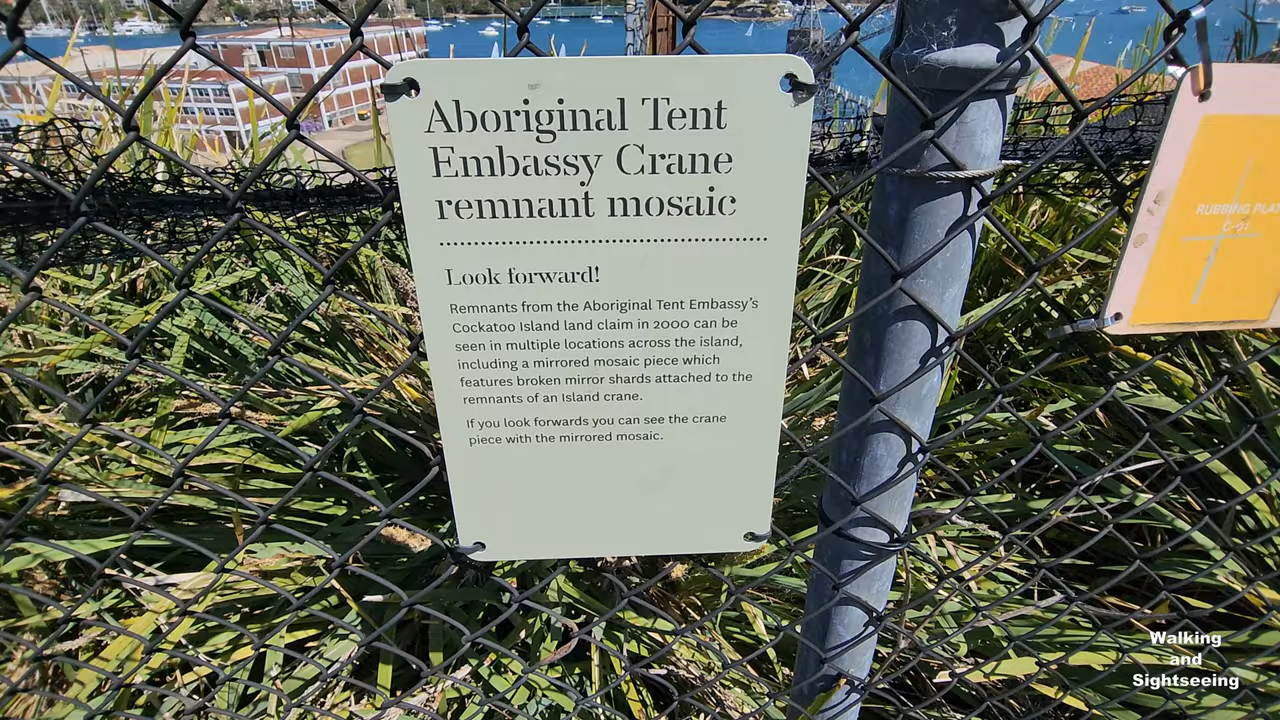 Aboriginal Tent
Embassy Crane
remnant mosaic
Look forward!
Remnants from the Aboriginal Tent Embassy's
Cockatoo Island land claim in 2000 can be
seen in multiple locations across the island,
including a mirrored mosaic piece which
features broken mirror shards attached to the
remnants of an Island crane.
If you look forwards you can see the crane
piece with the mirrored mosaic.
RUBBING PLAT
C-01
Walking
and
Sightseeing